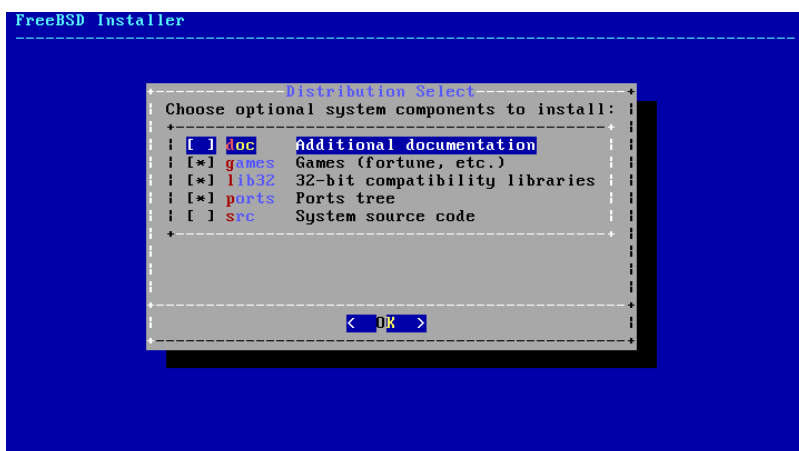 FreeBSD Installer
Distribution Select
Choose optional system components to install:
[ ] doc Additional documentation
[*] games Games (fortune, etc.)
[*] lib32 32-bit compatibility libraries
[*] ports Ports tree
[ ] src System source code
< OK >